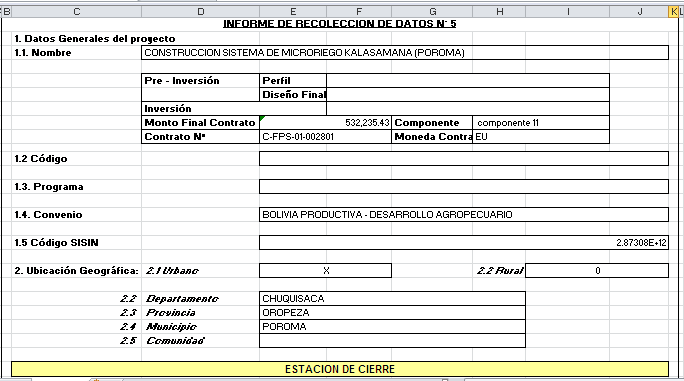 B C D E F G H I J K L
INFORME DE RECOLECCION DE DATOS N° 5
1. Datos Generales del proyecto
1.1. Nombre CONSTRUCCION SISTEMA DE MICRORIEGO KALASAMANA (POROMA)
Pre - Inversión Perfil
Diseño Final
Inversión
Monto Final Contrato 532,235.43 Componente componente 11
Contrato Nº C-FPS-01-002801 Moneda Contra EU
1.2 Código
1.3. Programa
1.4. Convenio BOLIVIA PRODUCTIVA - DESARROLLO AGROPECUARIO
1.5 Código SISIN 2.87308E+12
2. Ubicación Geográfica: 2.1 Urbano X 2.2 Rural 0
2.2 Departamento CHUQUISACA
2.3 Provincia OROPEZA
2.4 Municipio POROMA
2.5 Comunidad
ESTACION DE CIERRE